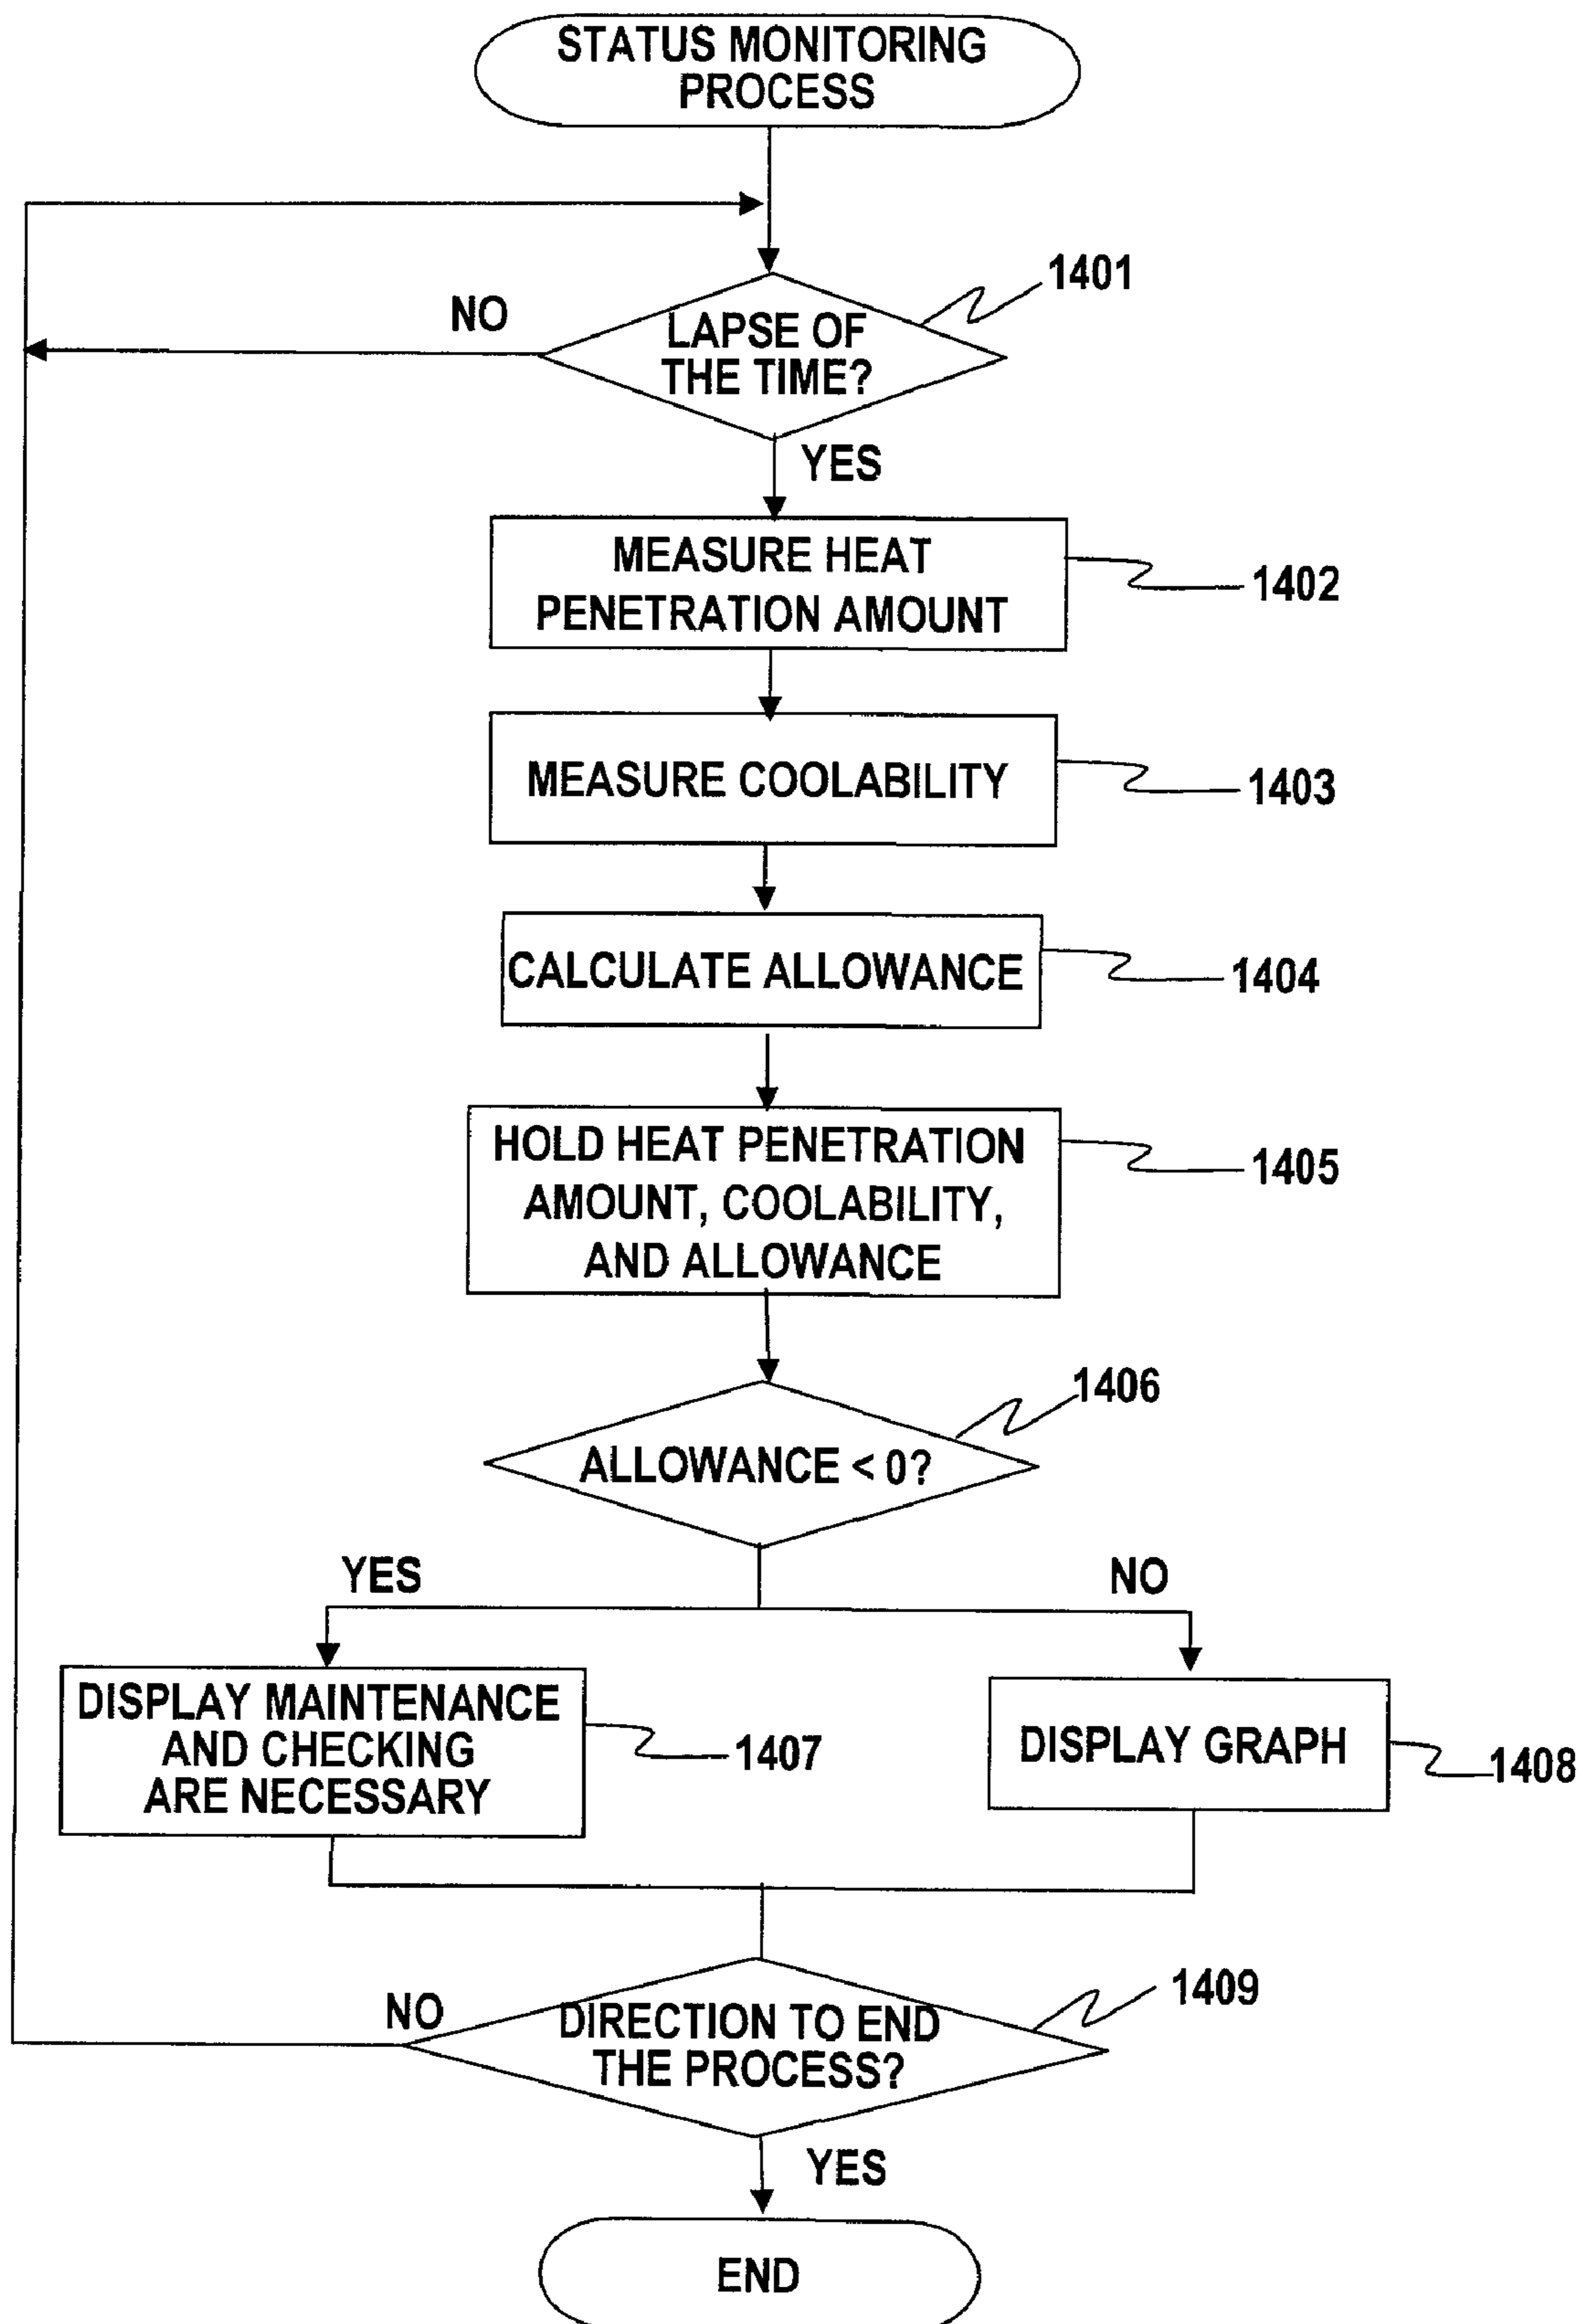 STATUS MONITORING
PROCESS
1401
NO
LAPSE OF
THE TIME?
YES
MEASURE HEAT
PENETRATION AMOUNT
1402
MEASURE COOLABILITY
1403
CALCULATE ALLOWANCE
1404
HOLD HEAT PENETRATION
AMOUNT, COOLABILITY,
AND ALLOWANCE
1405
1406
ALLOWANCE < 0?
YES
NO
DISPLAY MAINTENANCE
AND CHECKING
ARE NECESSARY
1407
DISPLAY GRAPH
1408
1409
NO
DIRECTION TO END
THE PROCESS?
YES
END